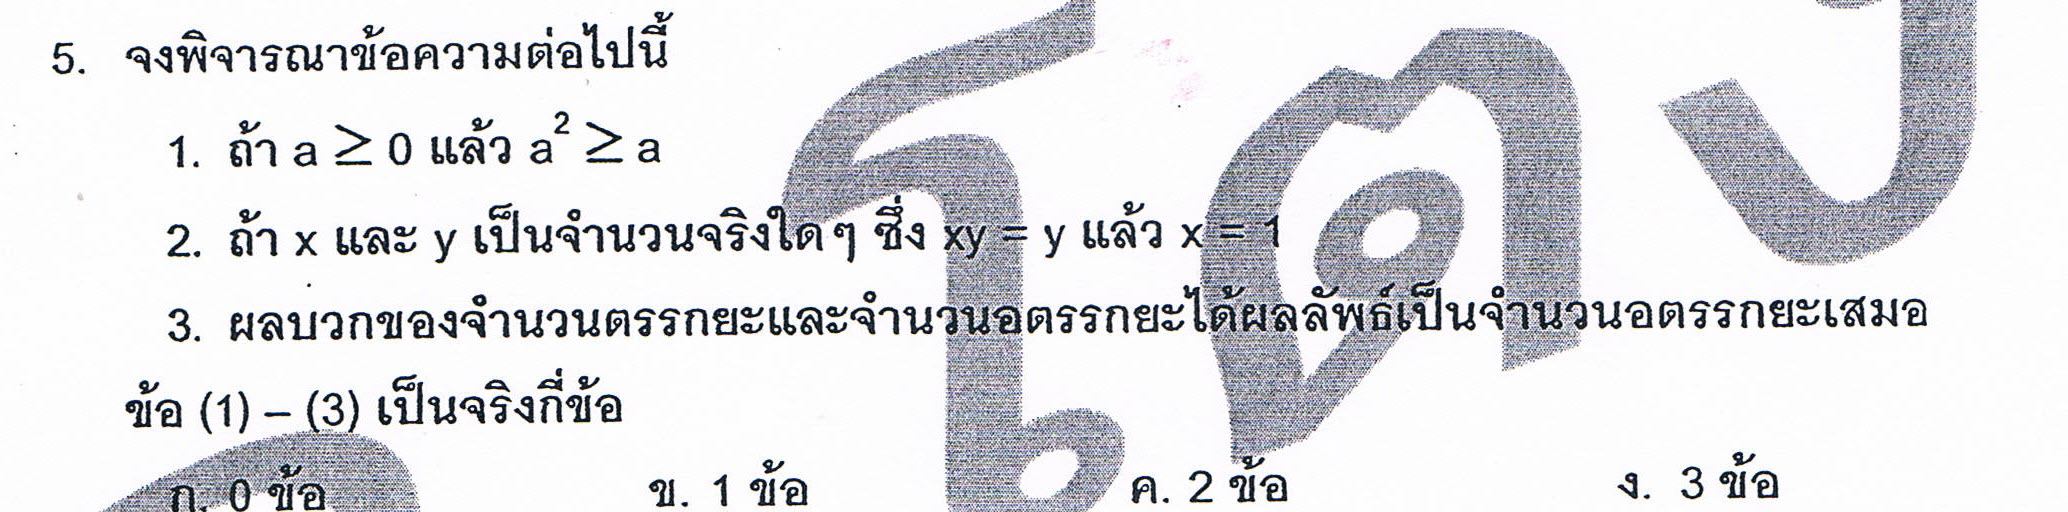 5. จงพิจารณาข้อความต่อไปนี้
1. ถ้า a ≥ 0 แล้ว a² ≥ a
2. ถ้า x และ y เป็นจำนวนจริงใดๆ ซึ่ง xy = y แล้ว x = 1
3. ผลบวกของจำนวนตรรกยะและจำนวนอตรรกยะได้ผลลัพธ์เป็นจำนวนอตรรกยะเสมอ
ข้อ (1) – (3) เป็นจริงกี่ข้อ
ก. 0 ข้อ ข. 1 ข้อ ค. 2 ข้อ ง. 3 ข้อ